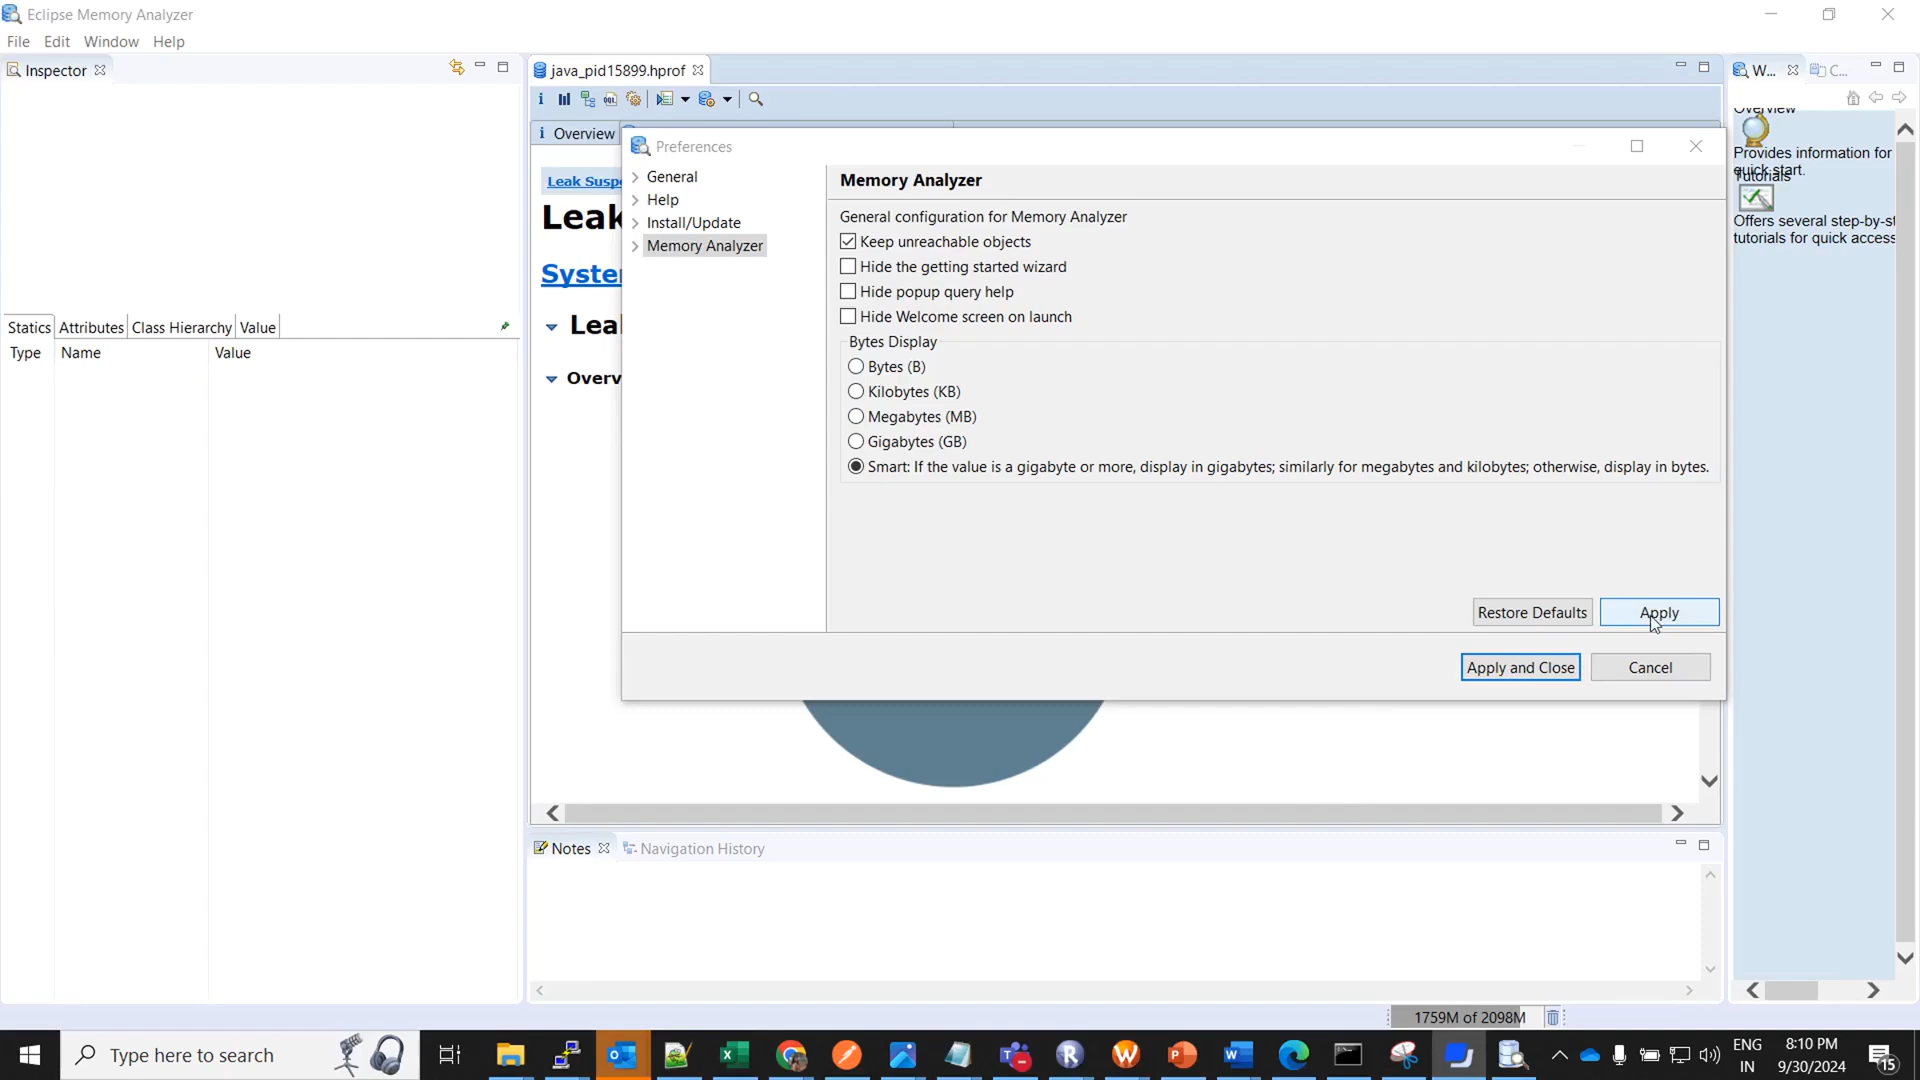 Eclipse Memory Analyzer
File Edit Window Help
Inspector
Statics Attributes Class Hierarchy Value
Type Name Value
java_pid15899.hprof
i Overview
Leak Susp
Leak
Syste
Lea
Overv
Preferences
General
Help
Install/Update
Memory Analyzer
Memory Analyzer
General configuration for Memory Analyzer
Keep unreachable objects
Hide the getting started wizard
Hide popup query help
Hide Welcome screen on launch
Bytes Display
Bytes (B)
Kilobytes (KB)
Megabytes (MB)
Gigabytes (GB)
Smart: If the value is a gigabyte or more, display in gigabytes; similarly for megabytes and kilobytes; otherwise, display in bytes.
Restore Defaults Apply
Apply and Close Cancel
W... C...
Overview
Provides information for
quick start.
Tutorials
Offers several step-by-st
tutorials for quick access
Notes Navigation History
1759M of 2098M
Type here to search
ENG
IN
8:10 PM
9/30/2024
15